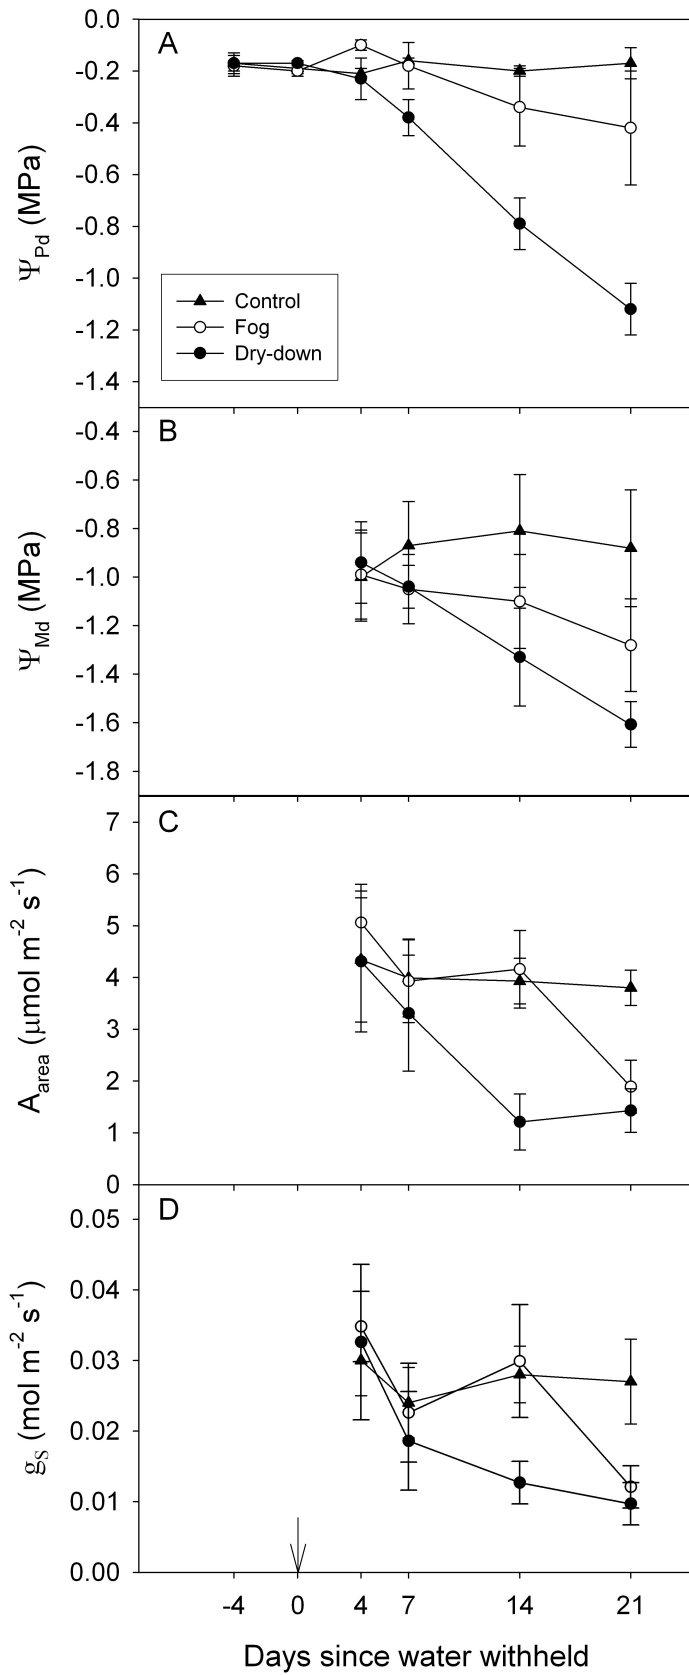 A
0.0
-0.2
-0.4
-0.6
-0.8
-1.0
-1.2
-1.4
ΨPd (MPa)
Control
Fog
Dry-down
B
-0.4
-0.6
-0.8
-1.0
-1.2
-1.4
-1.6
-1.8
ΨMd (MPa)
C
7
6
5
4
3
2
1
0
Aarea (μmol m-2 s-1)
D
0.05
0.04
0.03
0.02
0.01
0.00
gS (mol m-2 s-1)
-4 0 4 7 14 21
Days since water withheld